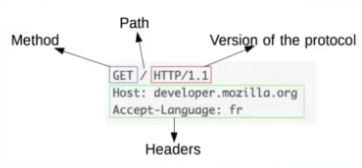 Path
Method
Version of the protocol
GET / HTTP/1.1
Host: developer.mozilla.org
Accept-Language: fr
Headers